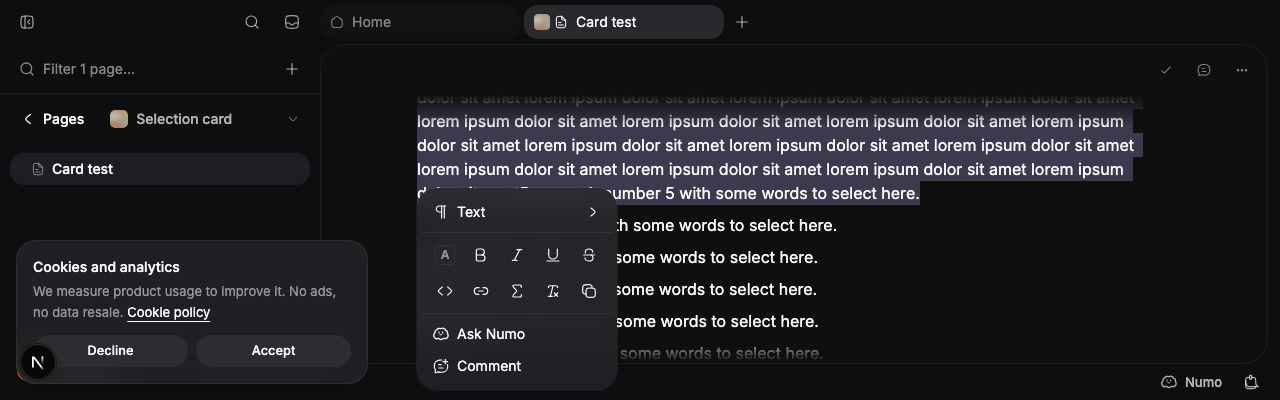 Home
Card test
Filter 1 page...
Pages
Selection card
Card test
dolor sit amet lorem ipsum dolor sit amet lorem ipsum dolor sit amet lorem ipsum dolor sit amet
lorem ipsum dolor sit amet lorem ipsum dolor sit amet lorem ipsum dolor sit amet lorem ipsum
dolor sit amet lorem ipsum dolor sit amet lorem ipsum dolor sit amet lorem ipsum dolor sit amet
lorem ipsum dolor sit amet lorem ipsum dolor sit amet lorem ipsum dolor sit amet lorem ipsum
number 5 with some words to select here.
some words to select here.
some words to select here.
some words to select here.
some words to select here.
some words to select here.
Text
A B I U S
Ask Numo
Comment
Cookies and analytics
We measure product usage to improve it. No ads,
no data resale. Cookie policy
Decline
Accept
N
Numo